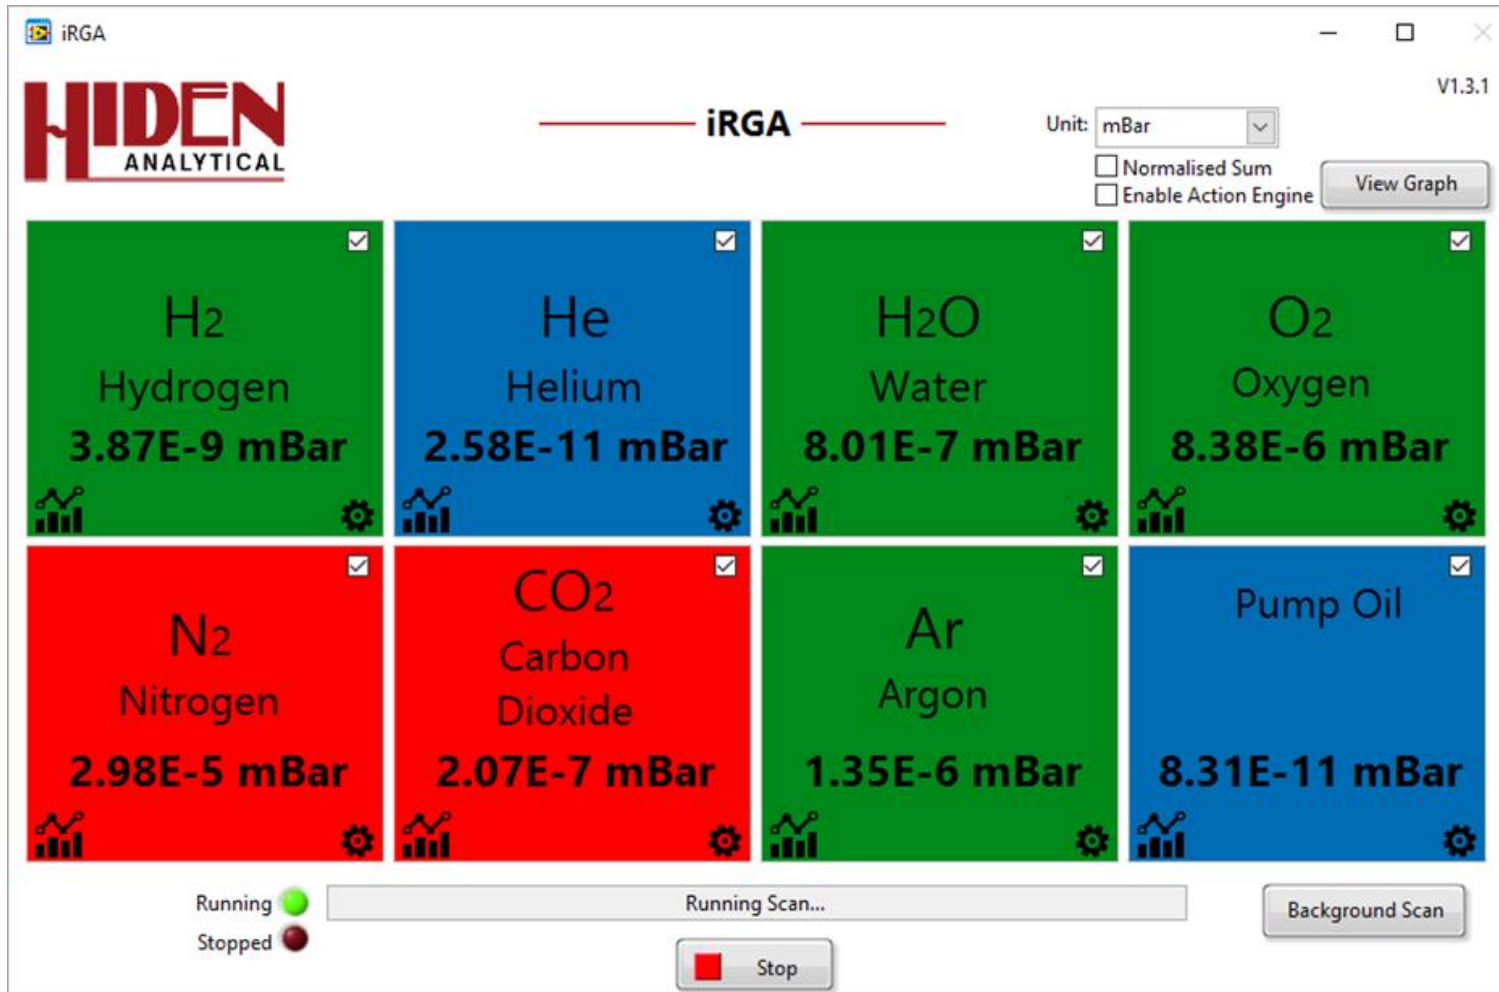 iRGA
V1.3.1
HIDEN
ANALYTICAL
iRGA
Unit: mBar
Normalised Sum
Enable Action Engine
View Graph
H2
Hydrogen
3.87E-9 mBar
He
Helium
2.58E-11 mBar
H2O
Water
8.01E-7 mBar
O2
Oxygen
8.38E-6 mBar
N2
Nitrogen
2.98E-5 mBar
CO2
Carbon
Dioxide
2.07E-7 mBar
Ar
Argon
1.35E-6 mBar
Pump Oil
8.31E-11 mBar
Running
Running Scan...
Background Scan
Stopped
Stop